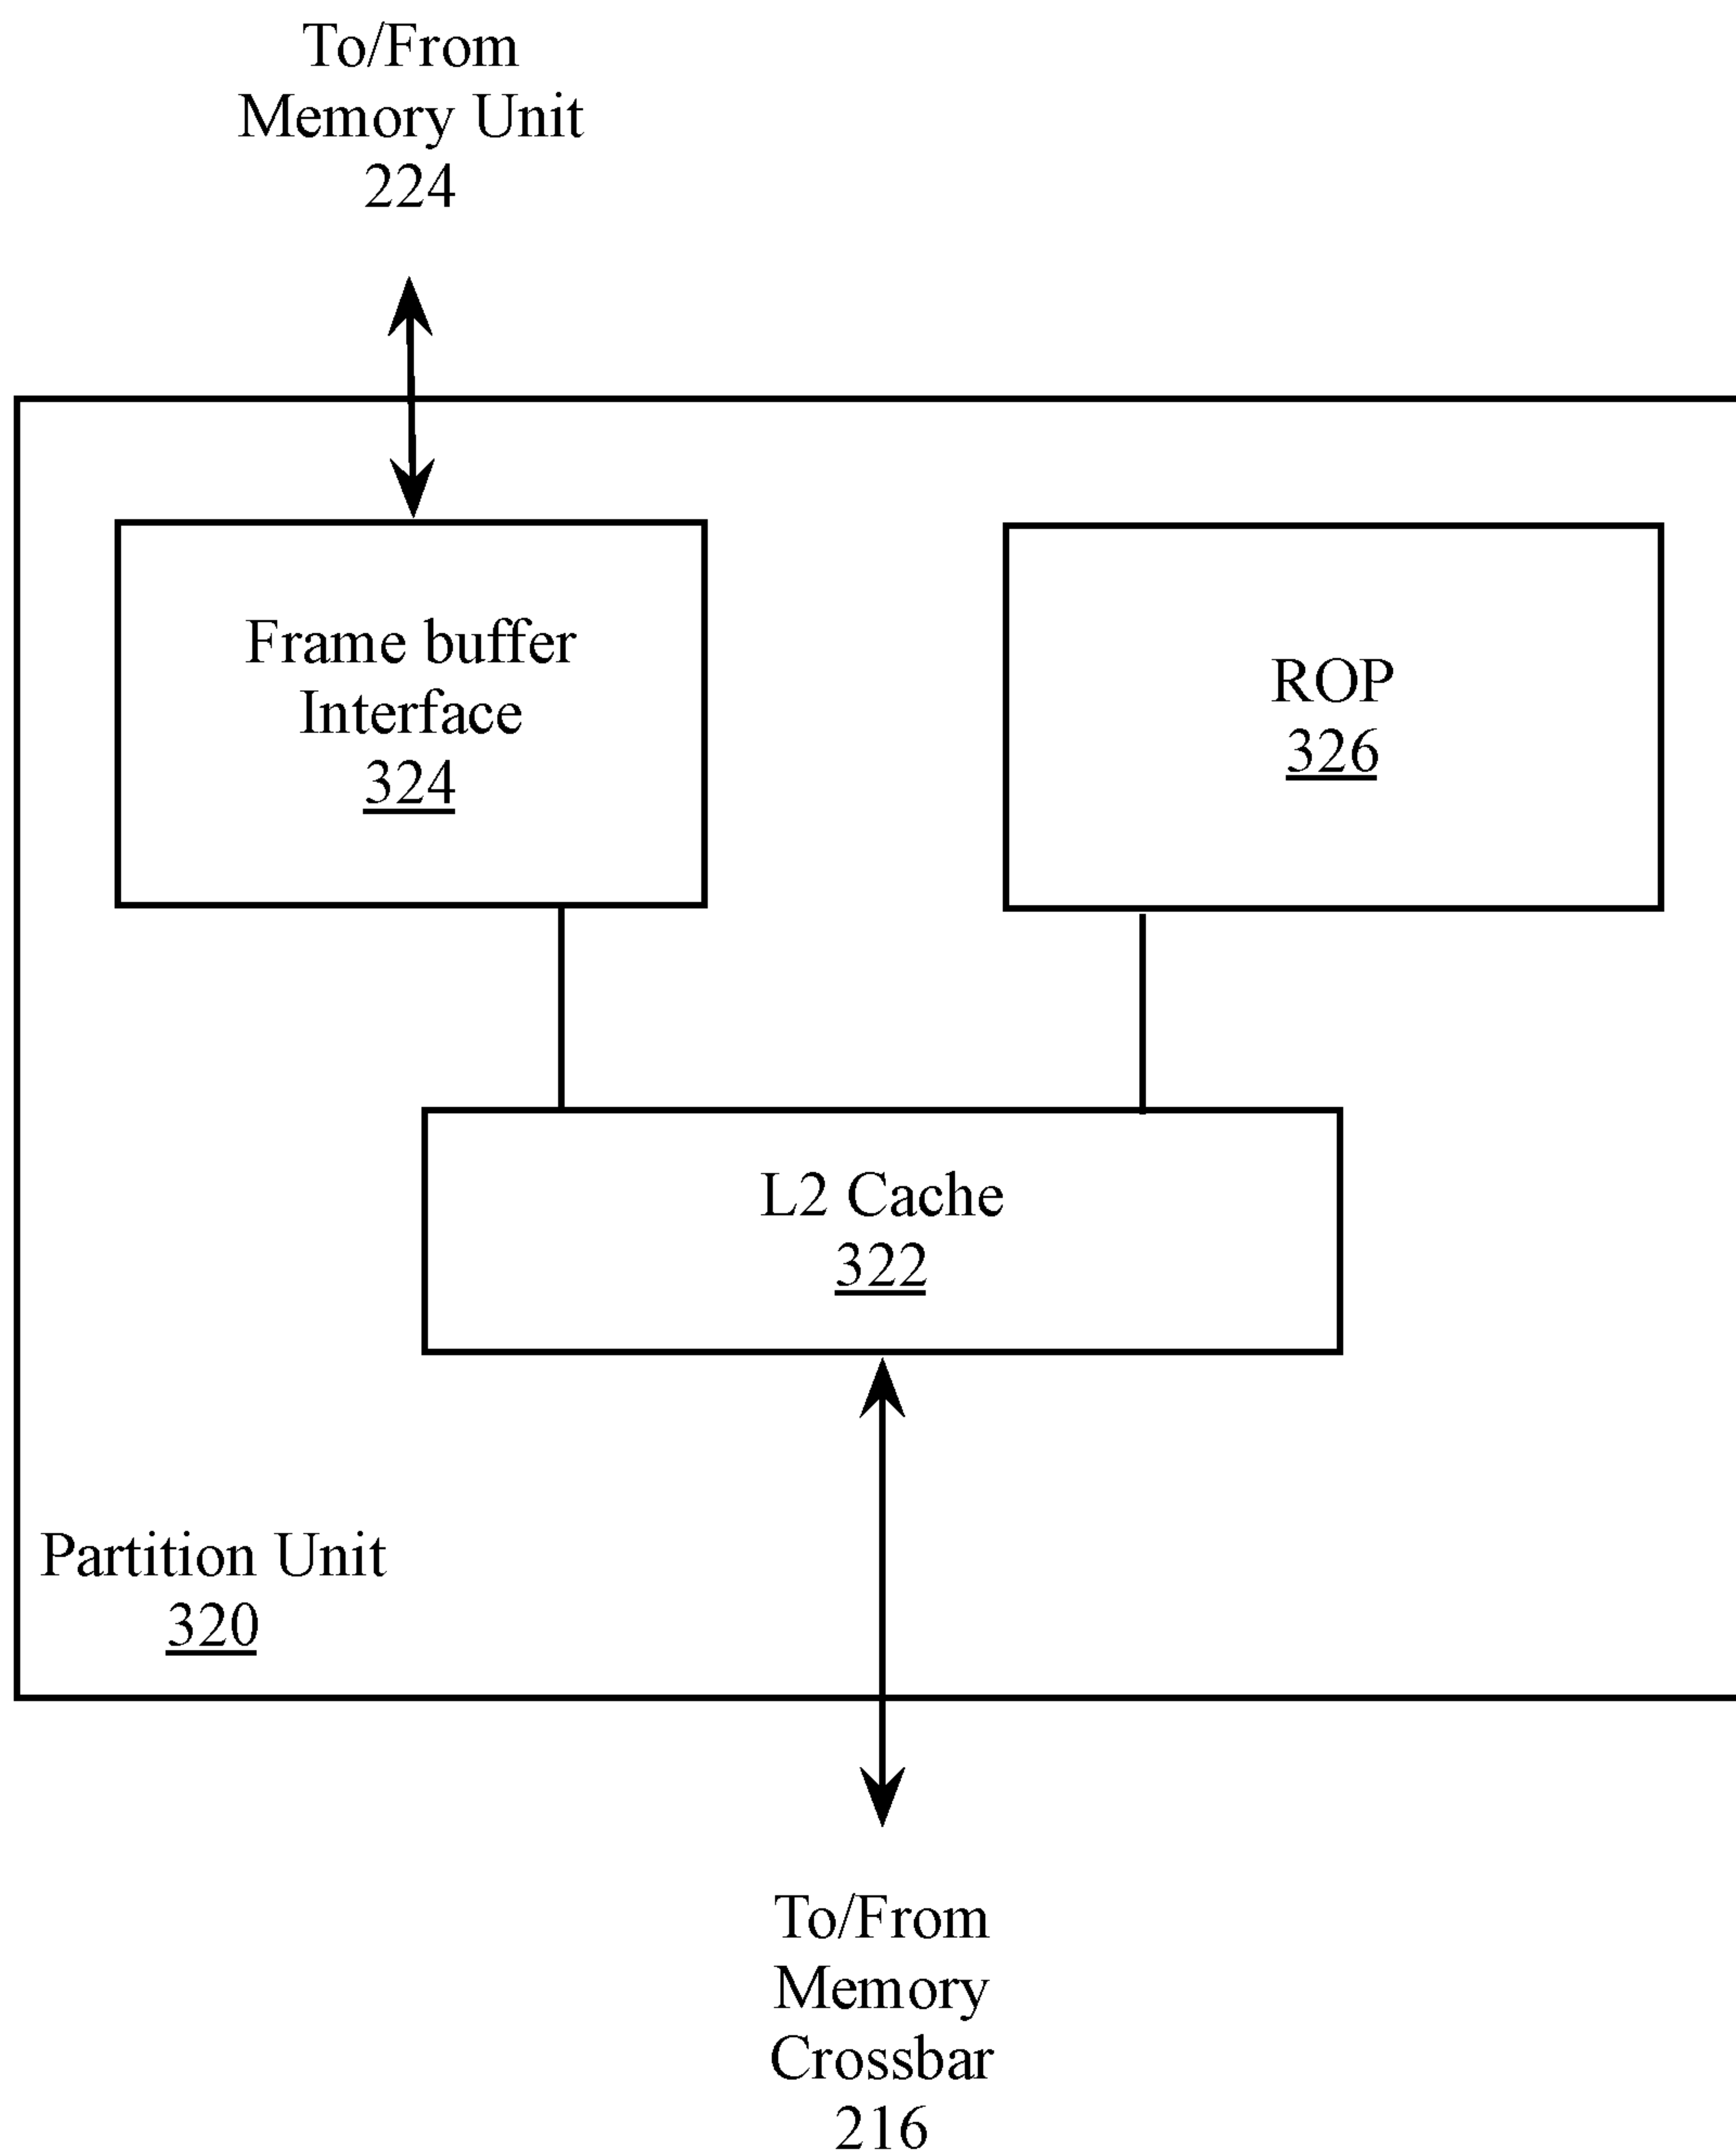 To/From
Memory Unit
224
Frame buffer
Interface
324
ROP
326
L2 Cache
322
Partition Unit
320
To/From
Memory
Crossbar
216